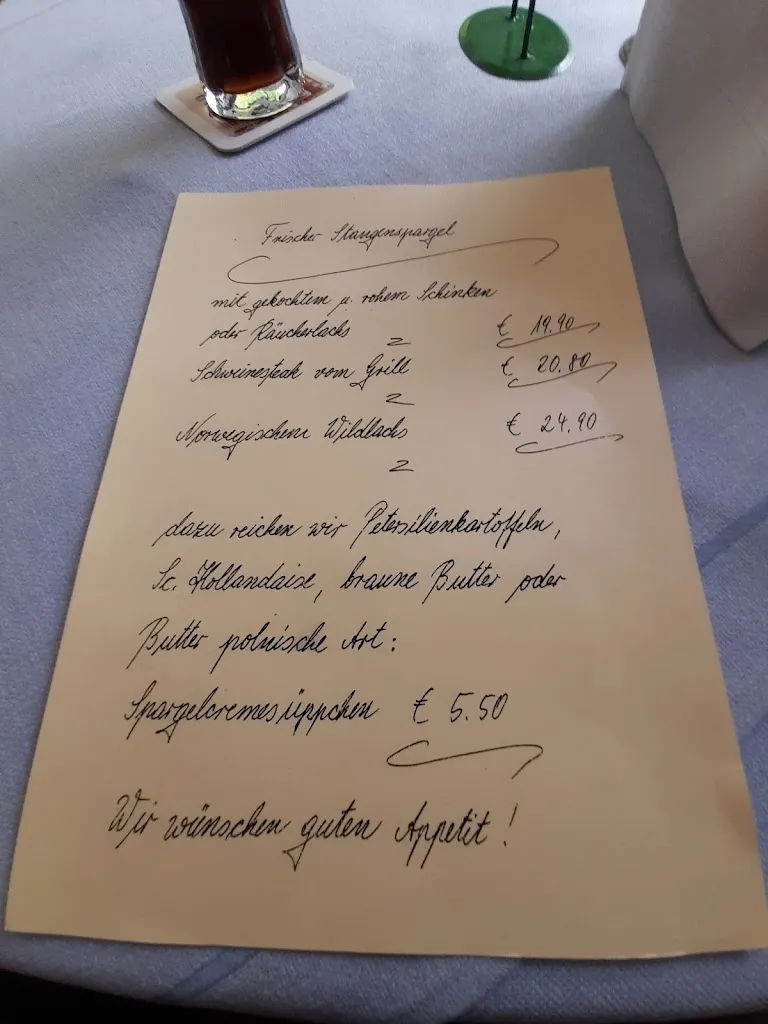 Frischer Stangenspargel
mit gekochtem u. rohem Schinken
oder Räucherlachs € 19.90
Schweinesteak vom Grill € 20.80
Norwegischem Wildlachs € 24.90
dazu reichen wir Petersilienkartoffeln,
Sc. Hollandaise, braune Butter oder
Butter polnische Art:
Spargelcremesüppchen € 5.50
Wir wünschen guten Appetit!